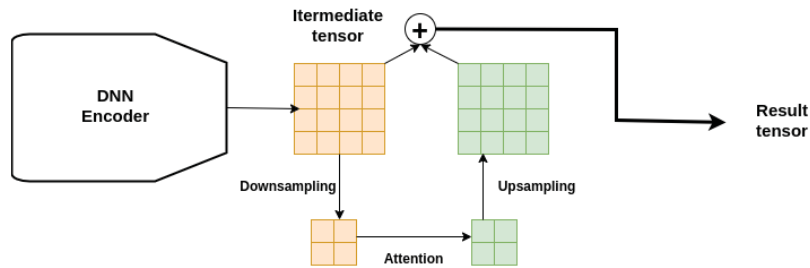 Itermediate
tensor
+
DNN
Encoder
Result
tensor
Downsampling
Upsampling
Attention